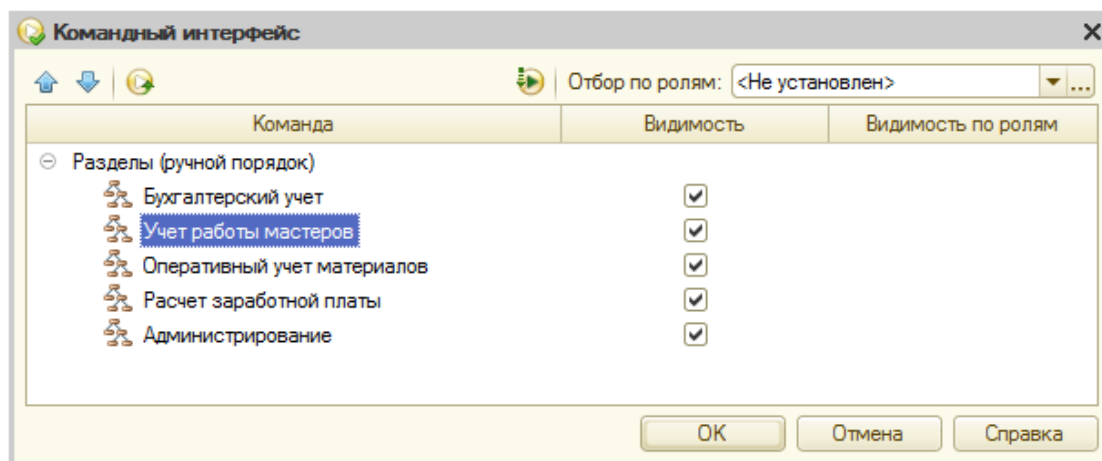 Командный интерфейс
Отбор по ролям: <Не установлен> ...
Команда Видимость Видимость по ролям
Разделы (ручной порядок)
Бухгалтерский учет
Учет работы мастеров
Оперативный учет материалов
Расчет заработной платы
Администрирование
OK Отмена Справка